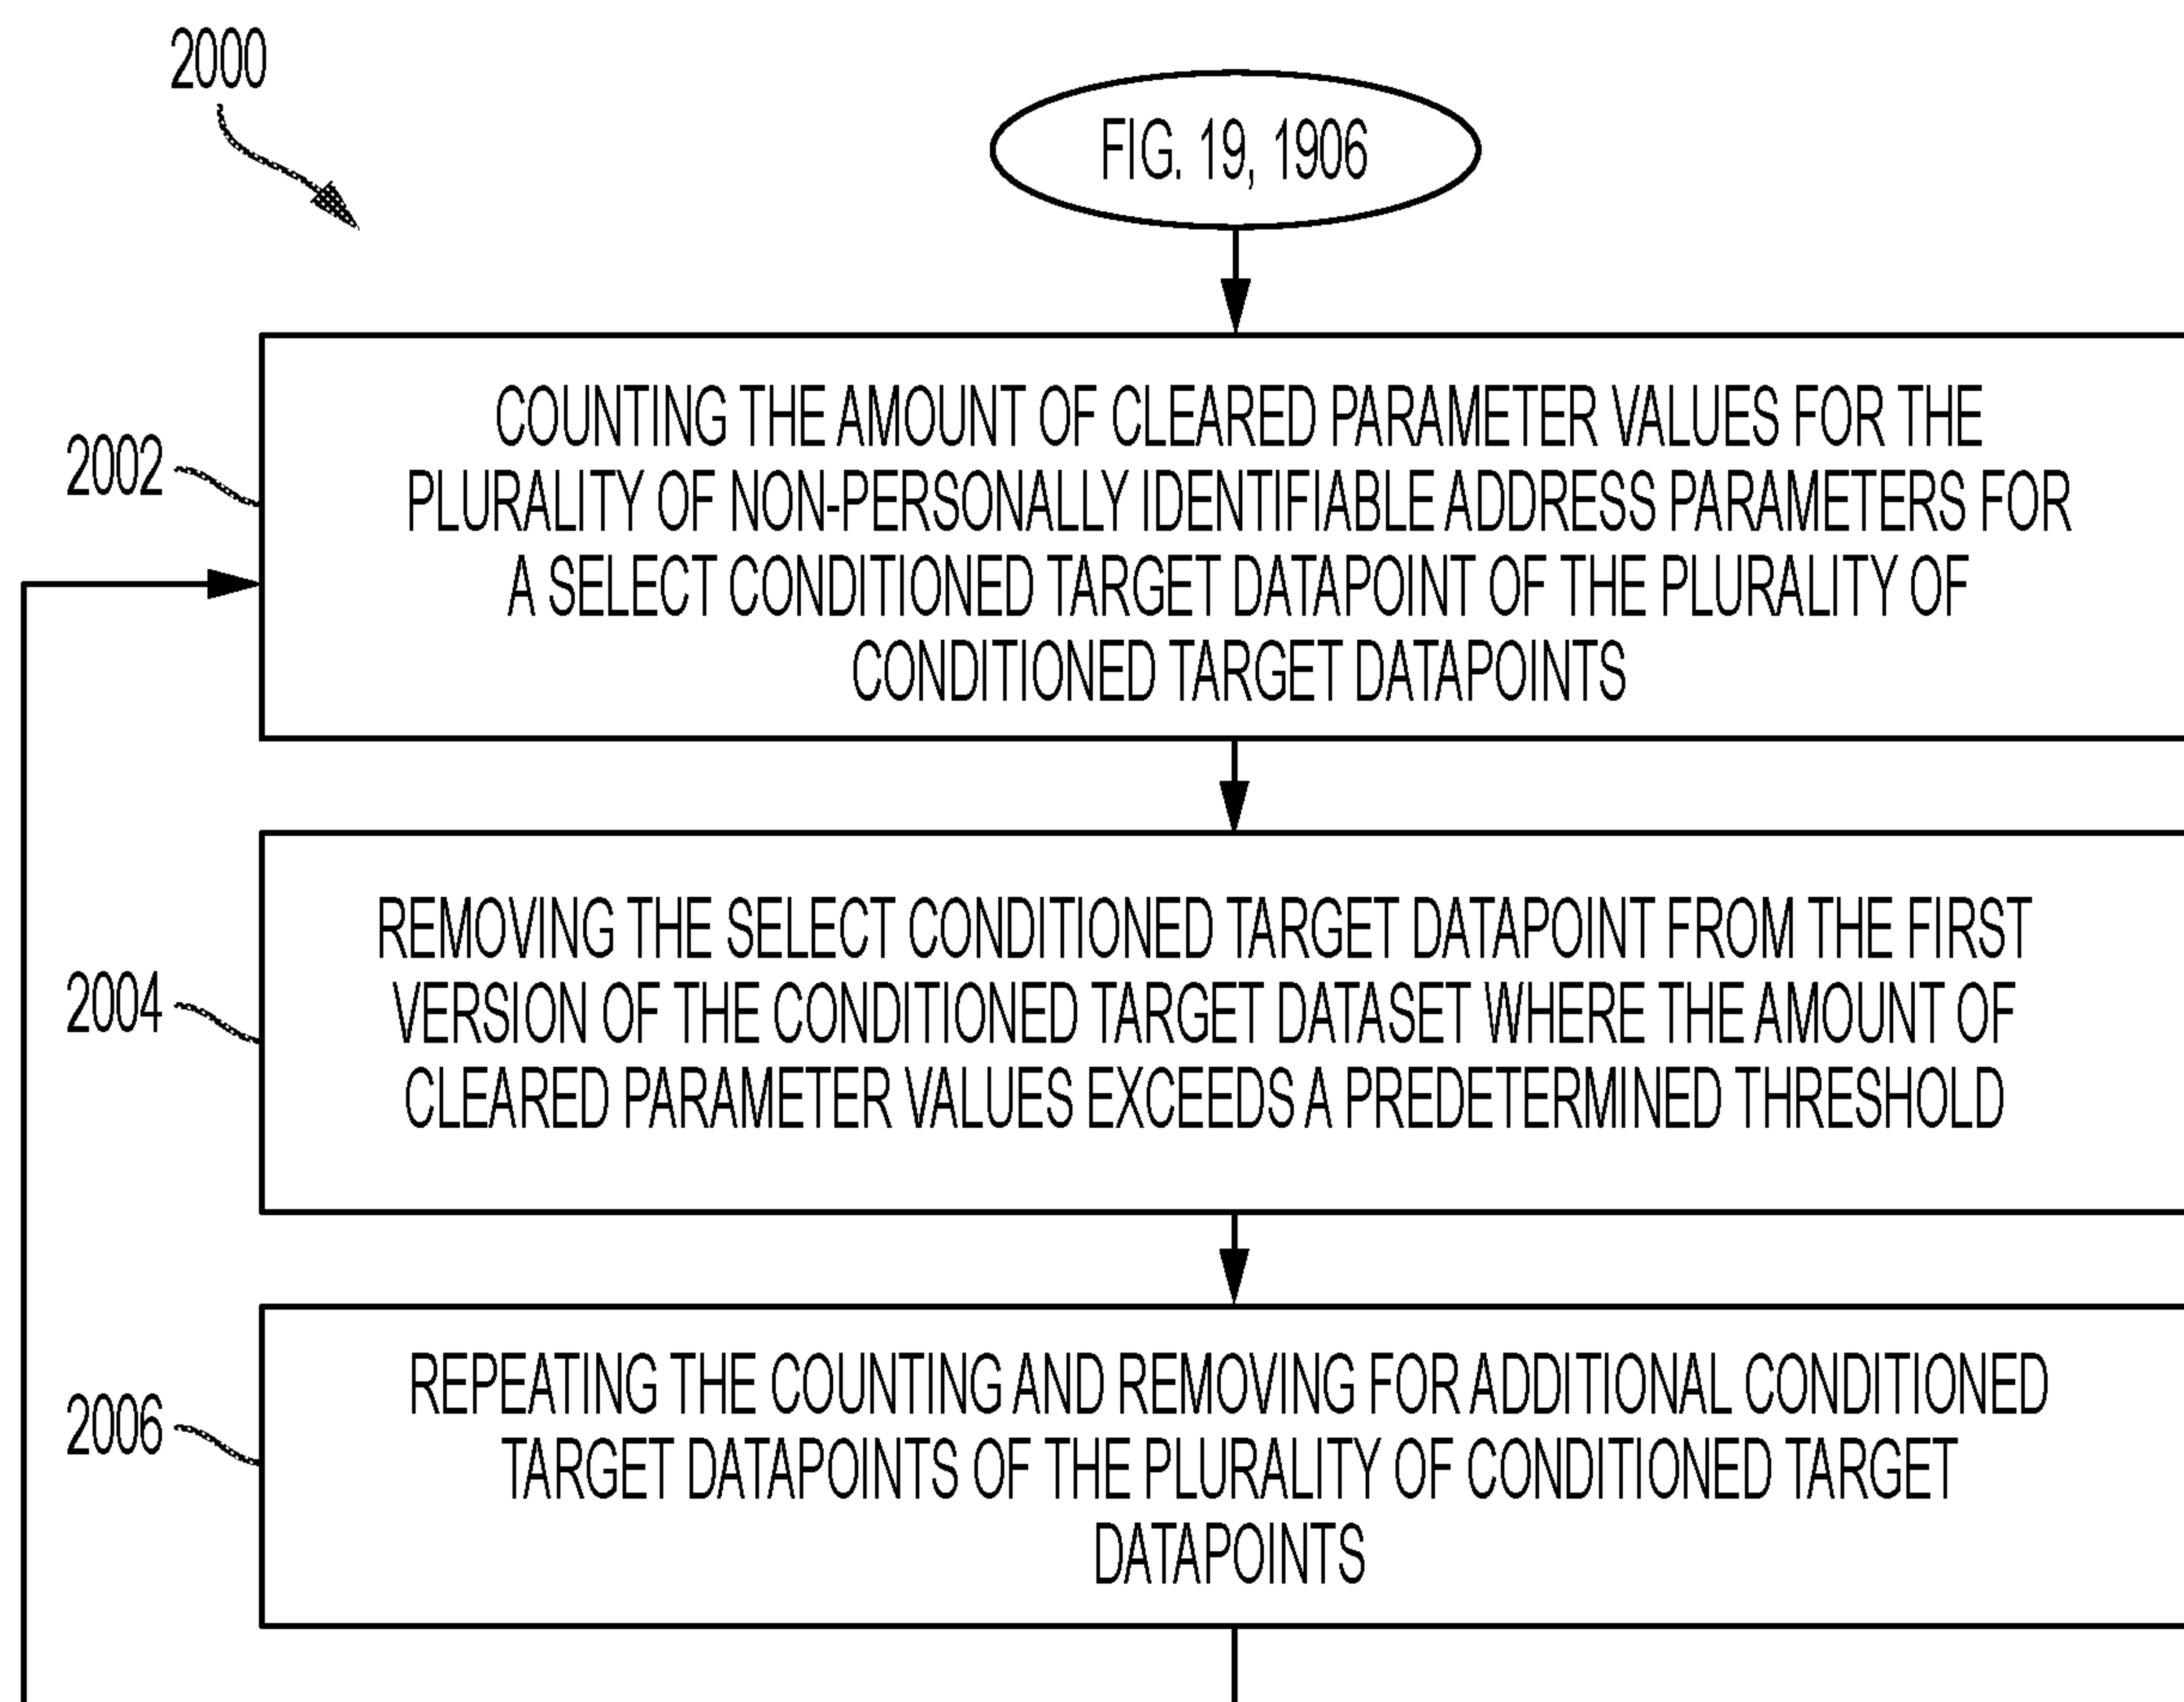 2000
FIG. 19, 1906
2002
COUNTING THE AMOUNT OF CLEARED PARAMETER VALUES FOR THE
PLURALITY OF NON-PERSONALLY IDENTIFIABLE ADDRESS PARAMETERS FOR
A SELECT CONDITIONED TARGET DATAPOINT OF THE PLURALITY OF
CONDITIONED TARGET DATAPOINTS
2004
REMOVING THE SELECT CONDITIONED TARGET DATAPOINT FROM THE FIRST
VERSION OF THE CONDITIONED TARGET DATASET WHERE THE AMOUNT OF
CLEARED PARAMETER VALUES EXCEEDS A PREDETERMINED THRESHOLD
2006
REPEATING THE COUNTING AND REMOVING FOR ADDITIONAL CONDITIONED
TARGET DATAPOINTS OF THE PLURALITY OF CONDITIONED TARGET
DATAPOINTS